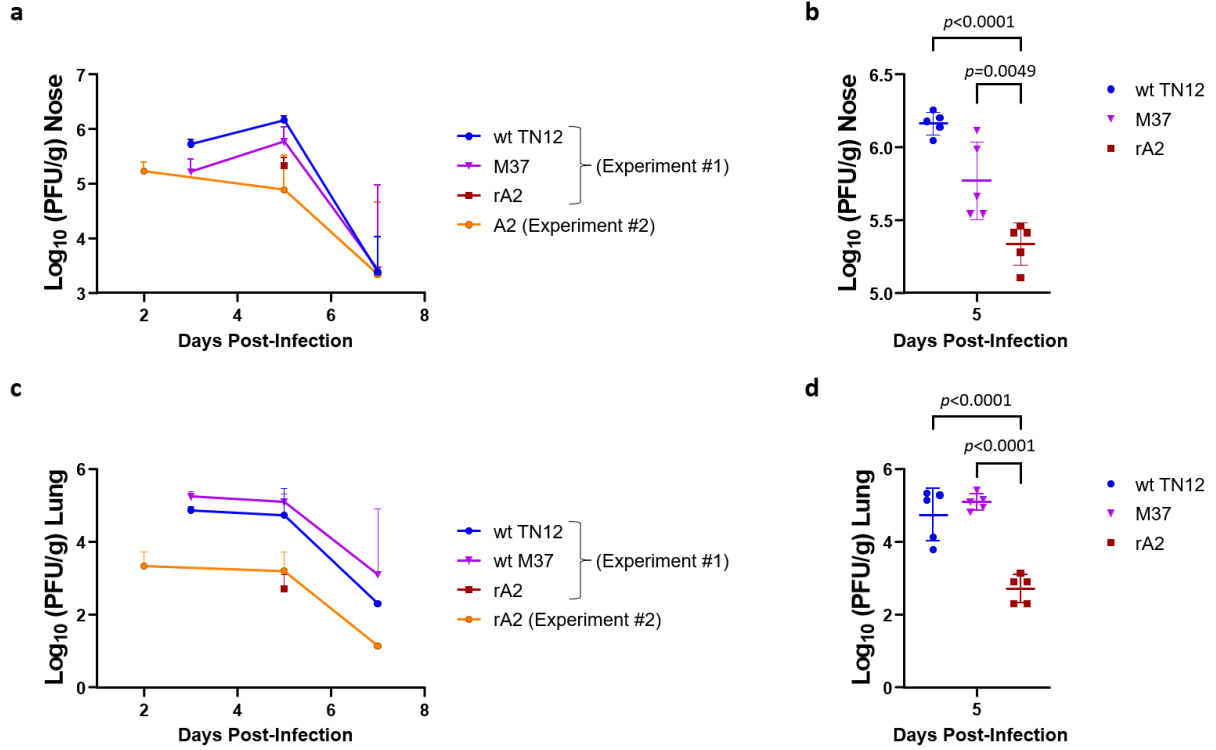 a
Log10 (PFU/g) Nose
7
6
5
4
3
2
4
6
8
Days Post-Infection
wt TN12
M37
rA2
(Experiment #1)
A2 (Experiment #2)
b
p<0.0001
p=0.0049
Log10 (PFU/g) Nose
6.5
6.0
5.5
5.0
5
Days Post-Infection
wt TN12
M37
rA2
c
Log10 (PFU/g) Lung
6
4
2
0
2
4
6
8
Days Post-Infection
wt TN12
wt M37
rA2
(Experiment #1)
rA2 (Experiment #2)
d
p<0.0001
p<0.0001
Log10 (PFU/g) Lung
6
4
2
0
5
Days Post-Infection
wt TN12
M37
rA2